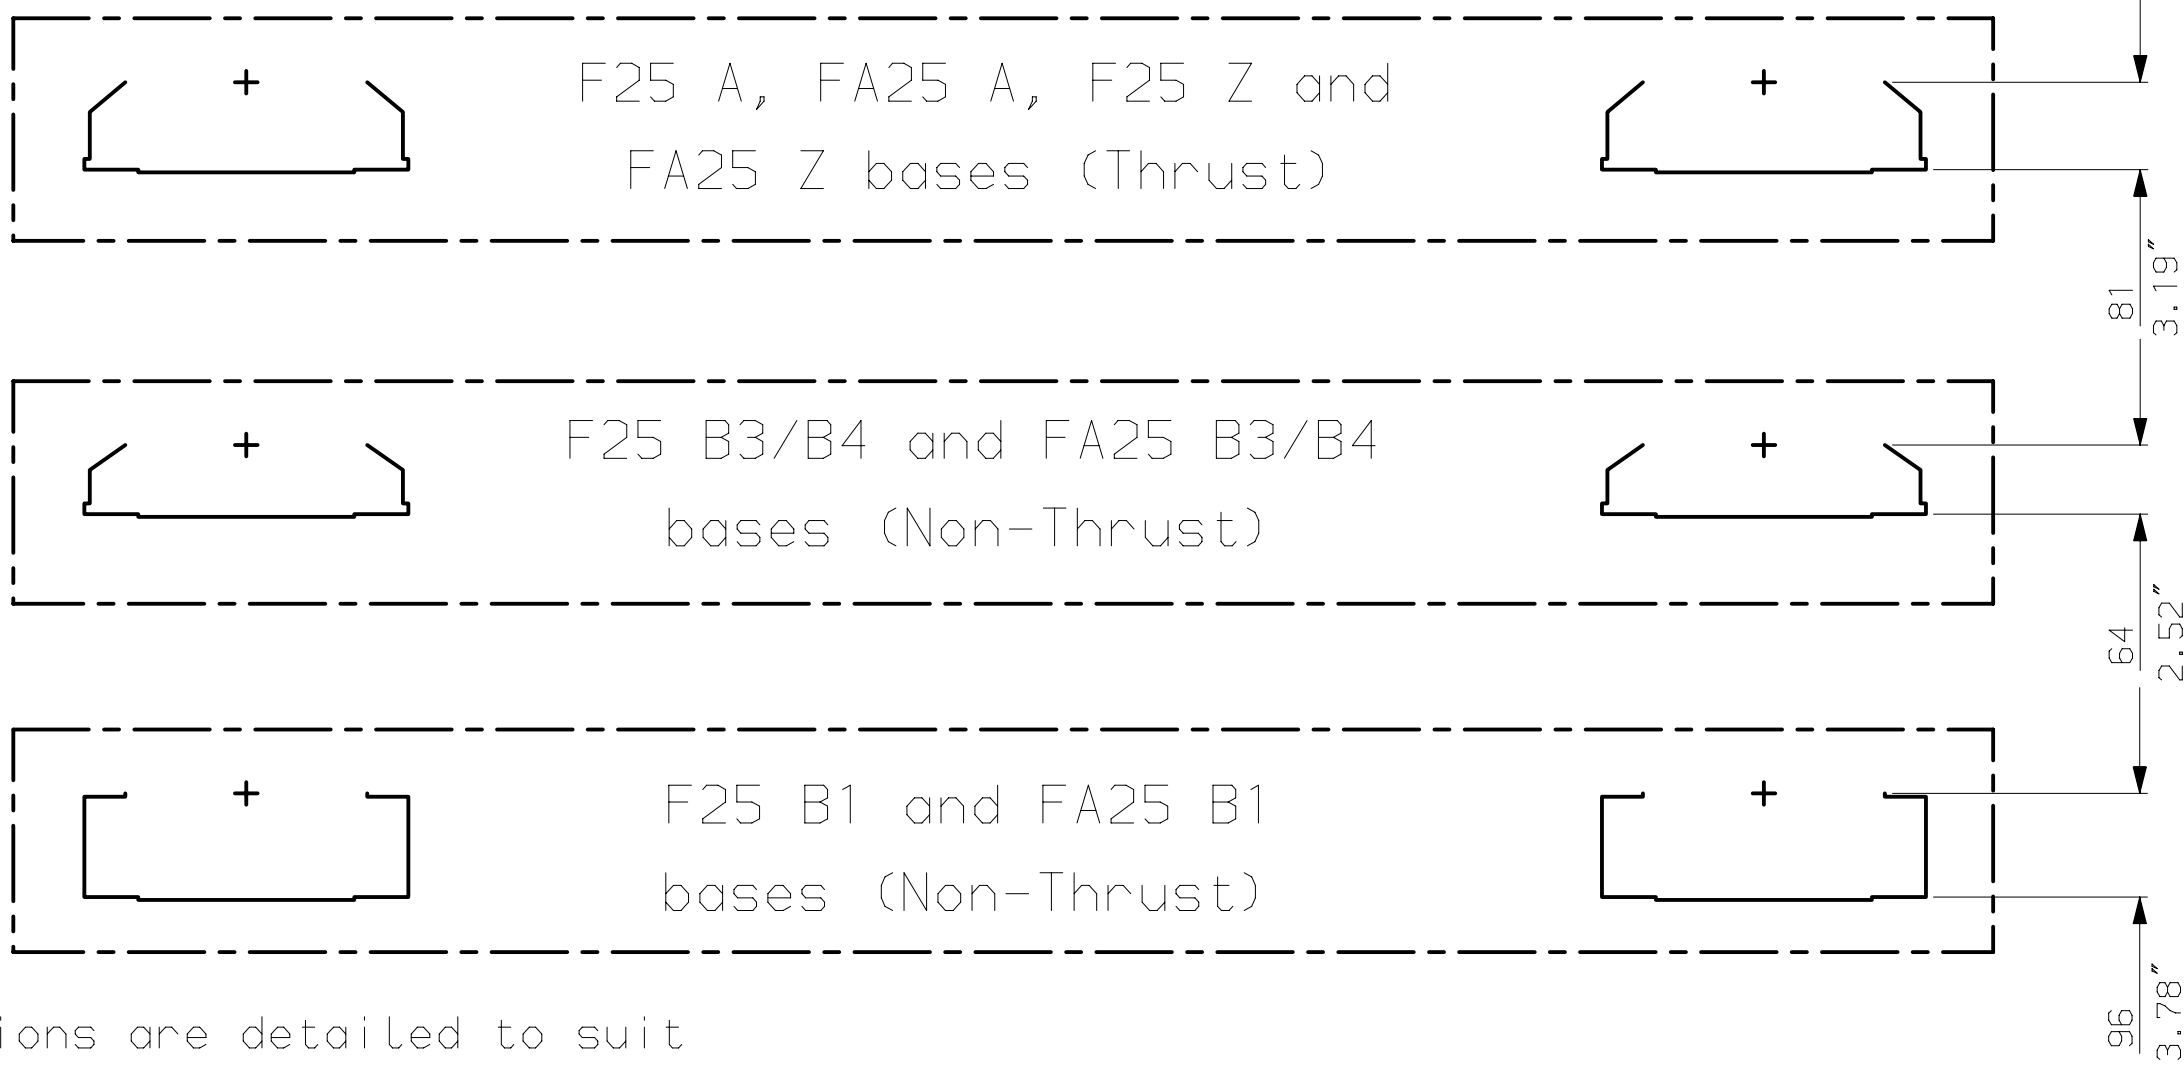 F25 A, FA25 A, F25 Z and
FA25 Z bases (Thrust)
81
3.19"
F25 B3/B4 and FA25 B3/B4
bases (Non-Thrust)
64
2.52"
F25 B1 and FA25 B1
bases (Non-Thrust)
96
3.78"
ions are detailed to suit